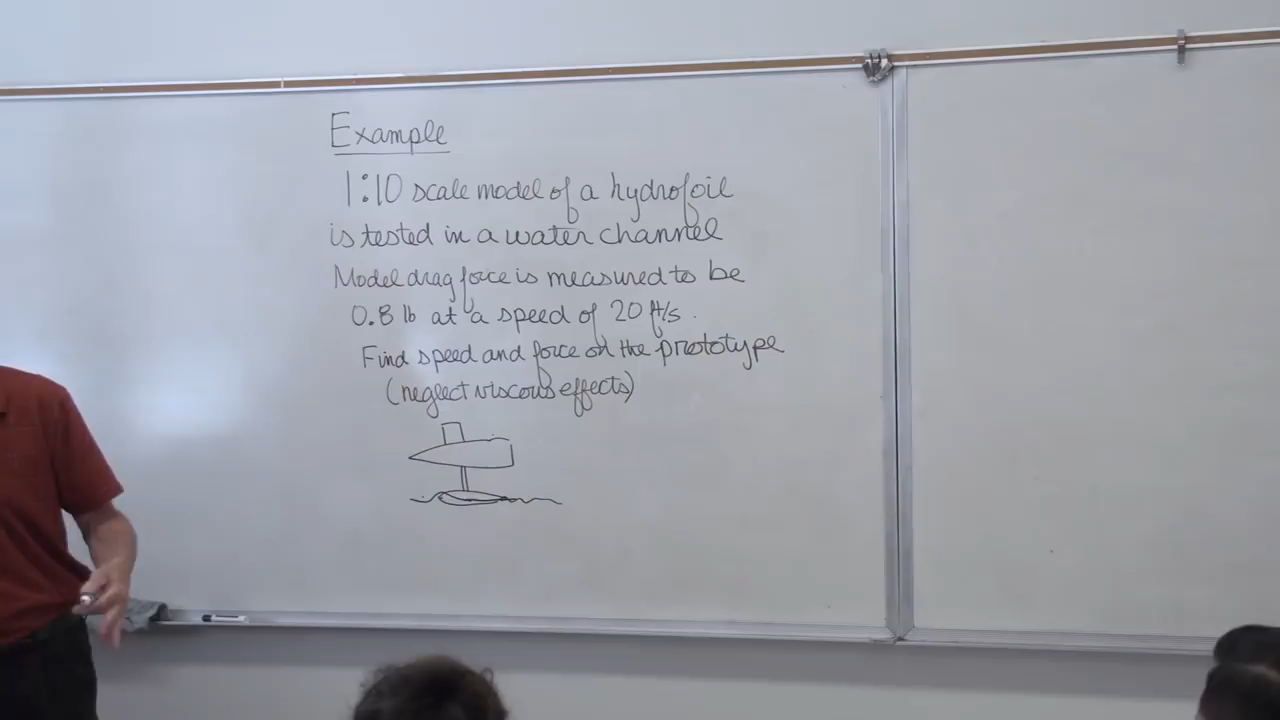 Example
1:10 scale model of a hydrofoil
is tested in a water channel
Model drag force is measured to be
0.8 lb at a speed of 20 ft/s.
Find speed and force on the prototype
(neglect viscous effects)